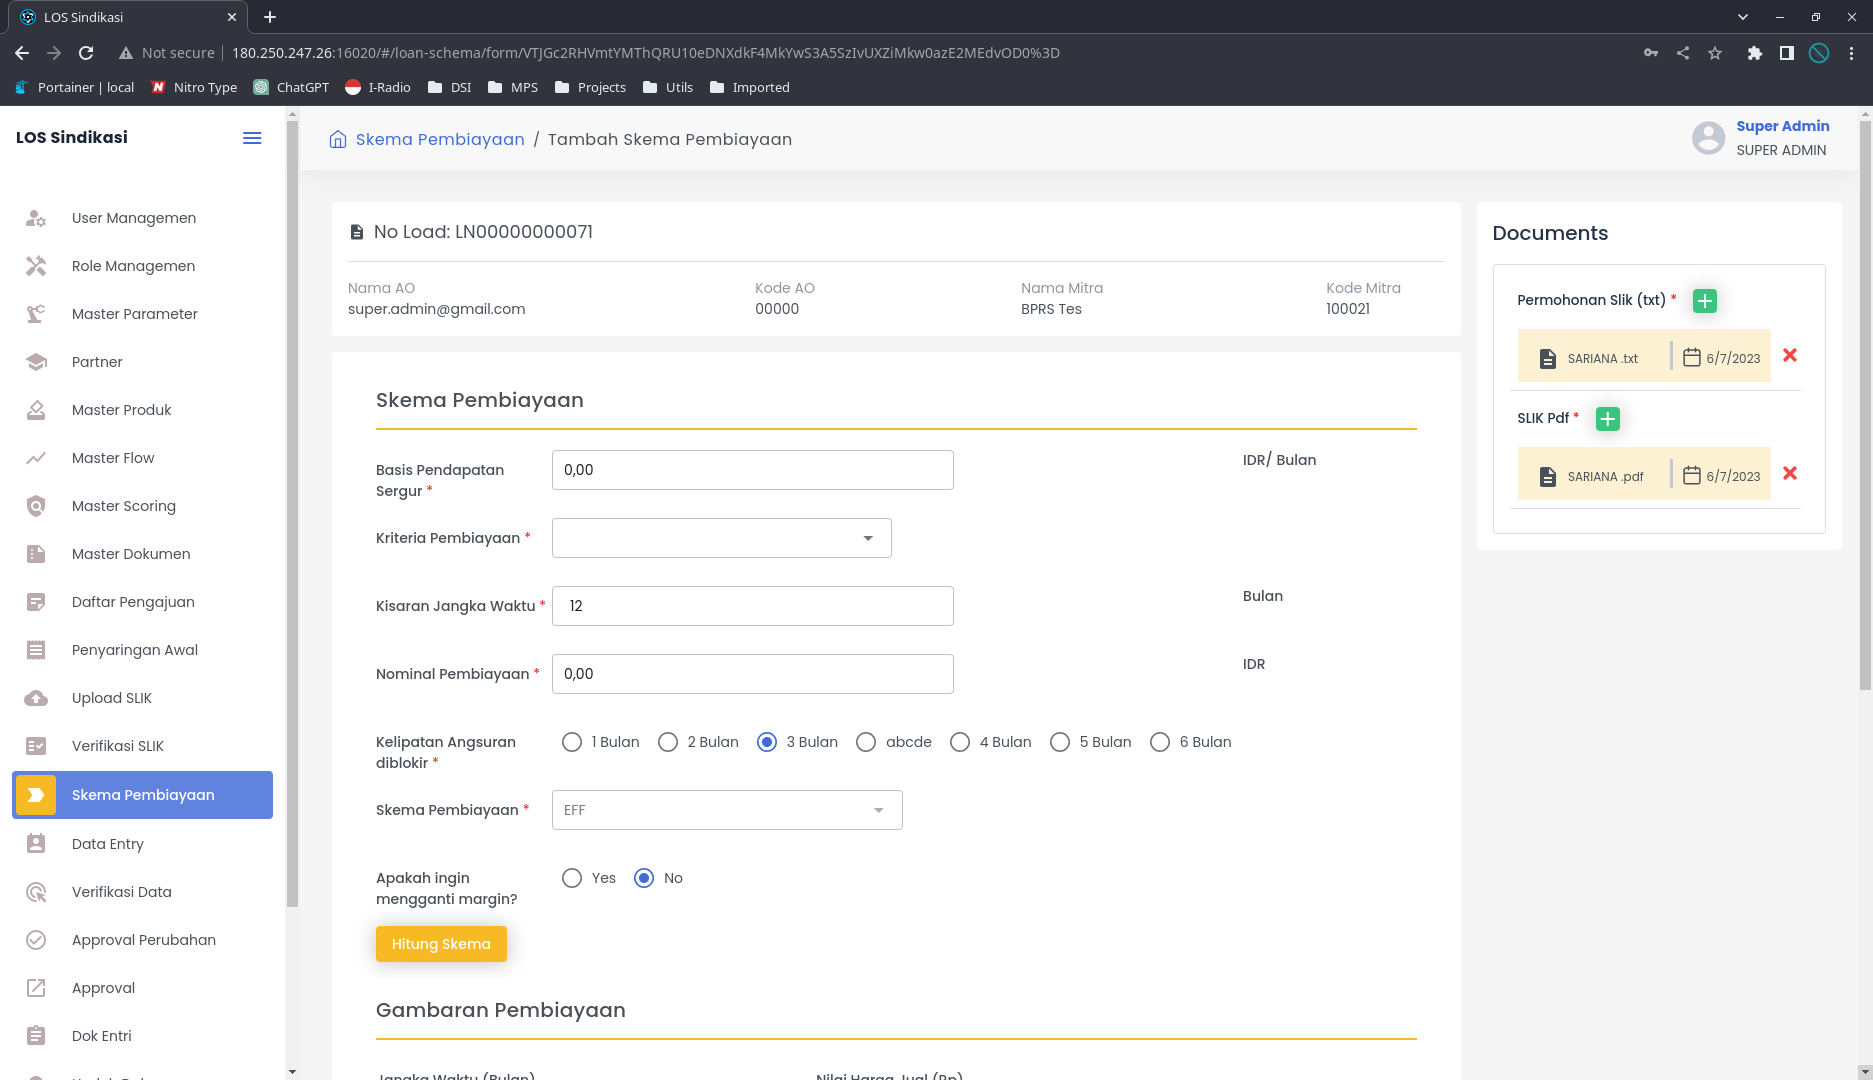 LOS Sindikasi
Not secure
180.250.247.26:16020/#/loan-schema/form/VTJGc2RHVmtYMThQRU10eDNXdkF4MkYwS3A5SzIvUXZiMkw0azE2MEdvOD0%3D
Portainer | local
Nitro Type
ChatGPT
I-Radio
DSI
MPS
Projects
Utils
Imported
LOS Sindikasi
Skema Pembiayaan / Tambah Skema Pembiayaan
Super Admin
SUPER ADMIN
User Managemen
Role Managemen
Master Parameter
Partner
Master Produk
Master Flow
Master Scoring
Master Dokumen
Daftar Pengajuan
Penyaringan Awal
Upload SLIK
Verifikasi SLIK
Skema Pembiayaan
Data Entry
Verifikasi Data
Approval Perubahan
Approval
Dok Entri
No Load: LN00000000071
Nama AO
super.admin@gmail.com
Kode AO
00000
Nama Mitra
BPRS Tes
Kode Mitra
100021
Skema Pembiayaan
Basis Pendapatan
Sergur *
0,00
IDR/ Bulan
Kriteria Pembiayaan *
Kisaran Jangka Waktu *
12
Bulan
Nominal Pembiayaan *
0,00
IDR
Kelipatan Angsuran
diblokir *
1 Bulan
2 Bulan
3 Bulan
abcde
4 Bulan
5 Bulan
6 Bulan
Skema Pembiayaan *
EFF
Apakah ingin
mengganti margin?
Yes
No
Hitung Skema
Gambaran Pembiayaan
Jangka Waktu (Bulan)
Nilai Harga Jual (Rp)
Documents
Permohonan Slik (txt) *
SARIANA .txt
6/7/2023
SLIK Pdf *
SARIANA .pdf
6/7/2023